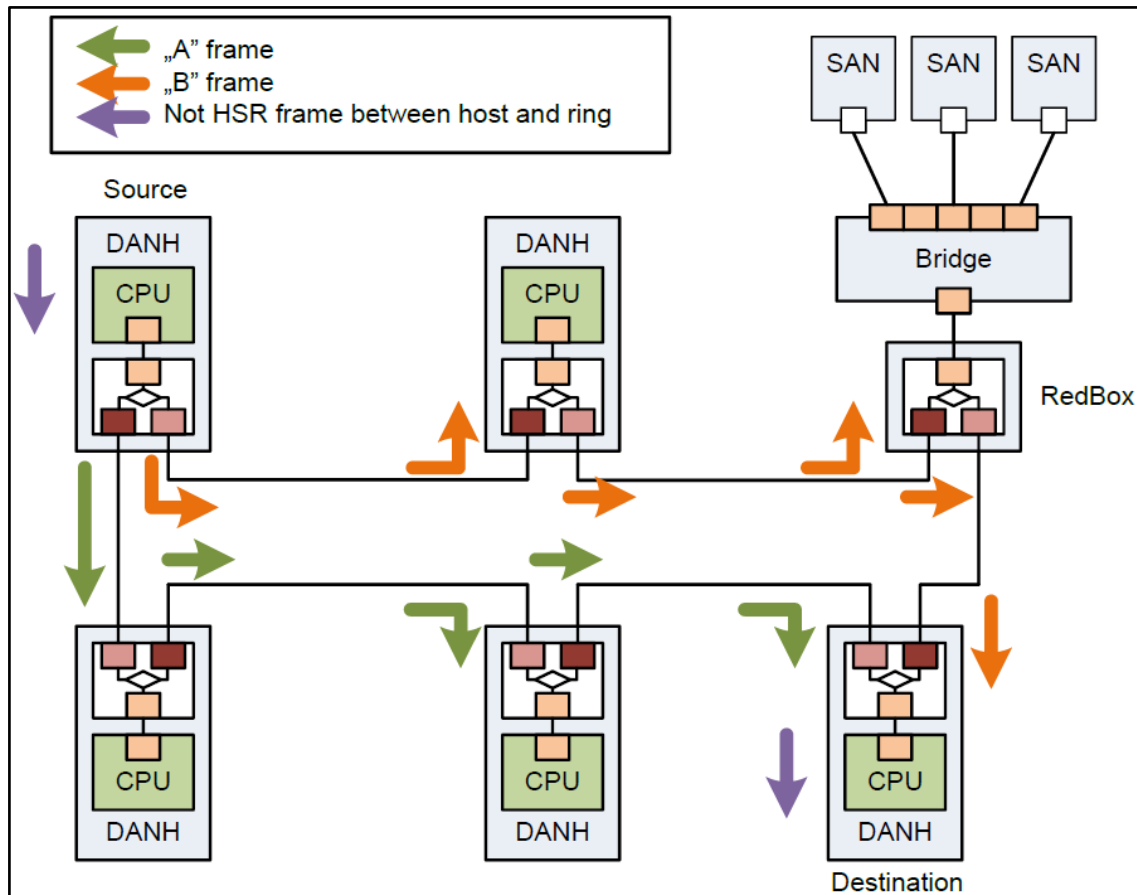 „A” frame
„B” frame
Not HSR frame between host and ring
SAN SAN SAN
Source
DANH DANH
Bridge
CPU CPU
RedBox
CPU CPU CPU
DANH DANH DANH
Destination